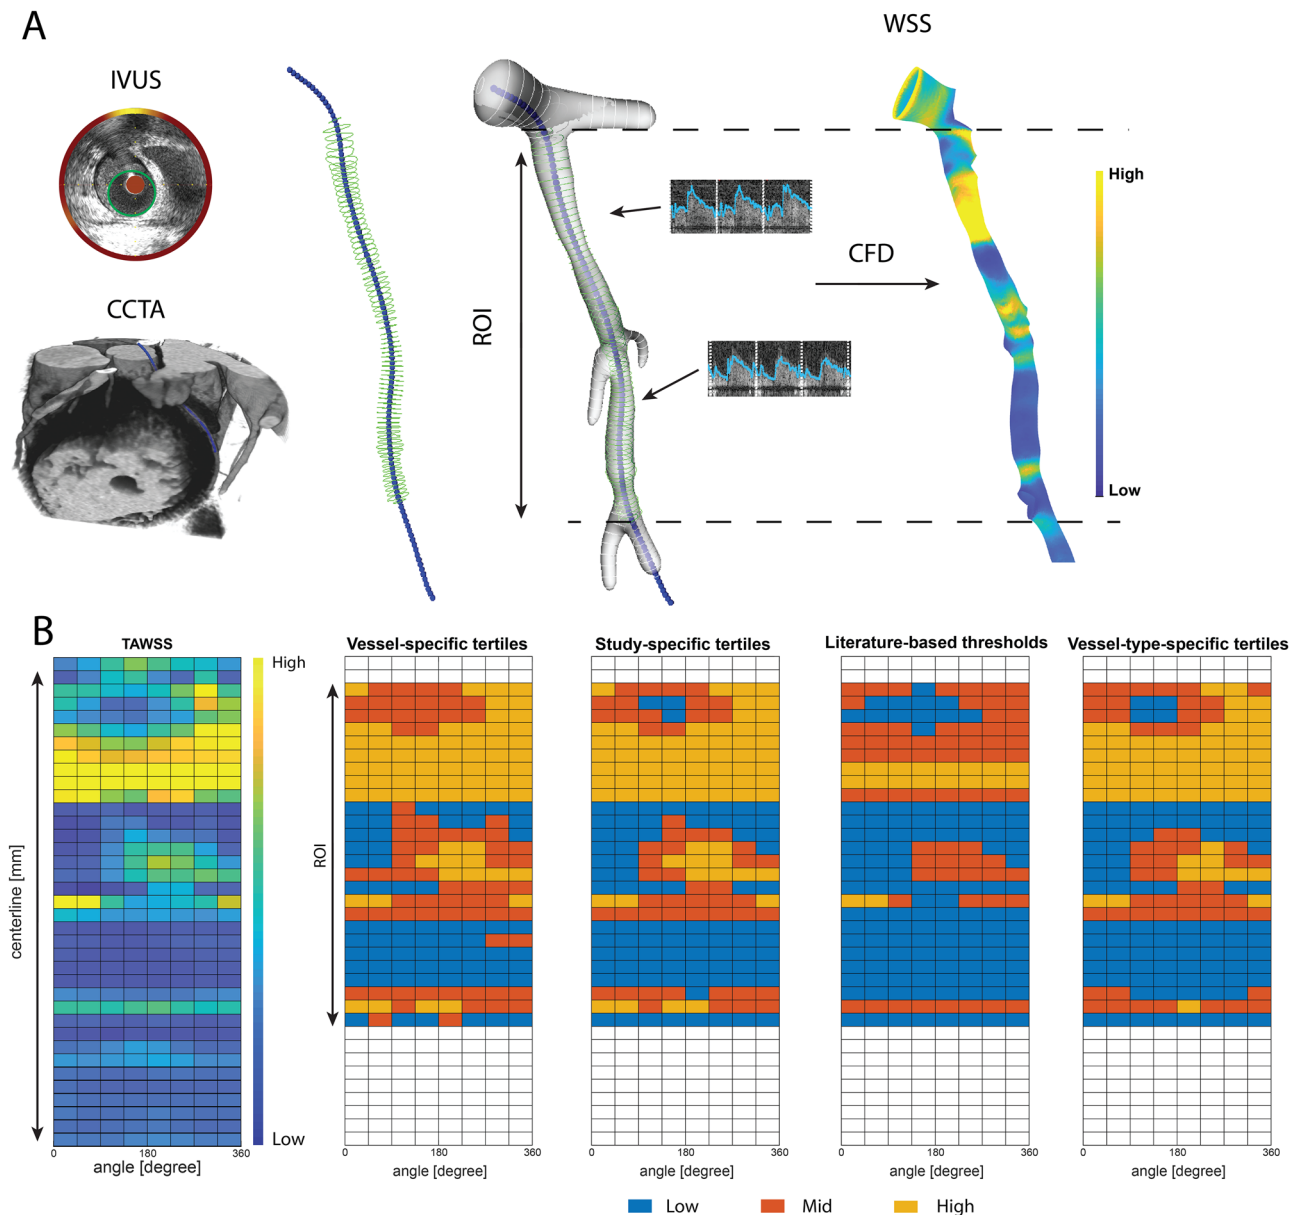 A
WSS
IVUS
CCTA
ROI
CFD
High
Low
B
TAWSS
Vessel-specific tertiles
Study-specific tertiles
Literature-based thresholds
Vessel-type-specific tertiles
High
Low
centerline [mm]
ROI
0 180 360
0 180 360
0 180 360
0 180 360
0 180 360
angle [degree]
angle [degree]
angle [degree]
angle [degree]
angle [degree]
Low
Mid
High